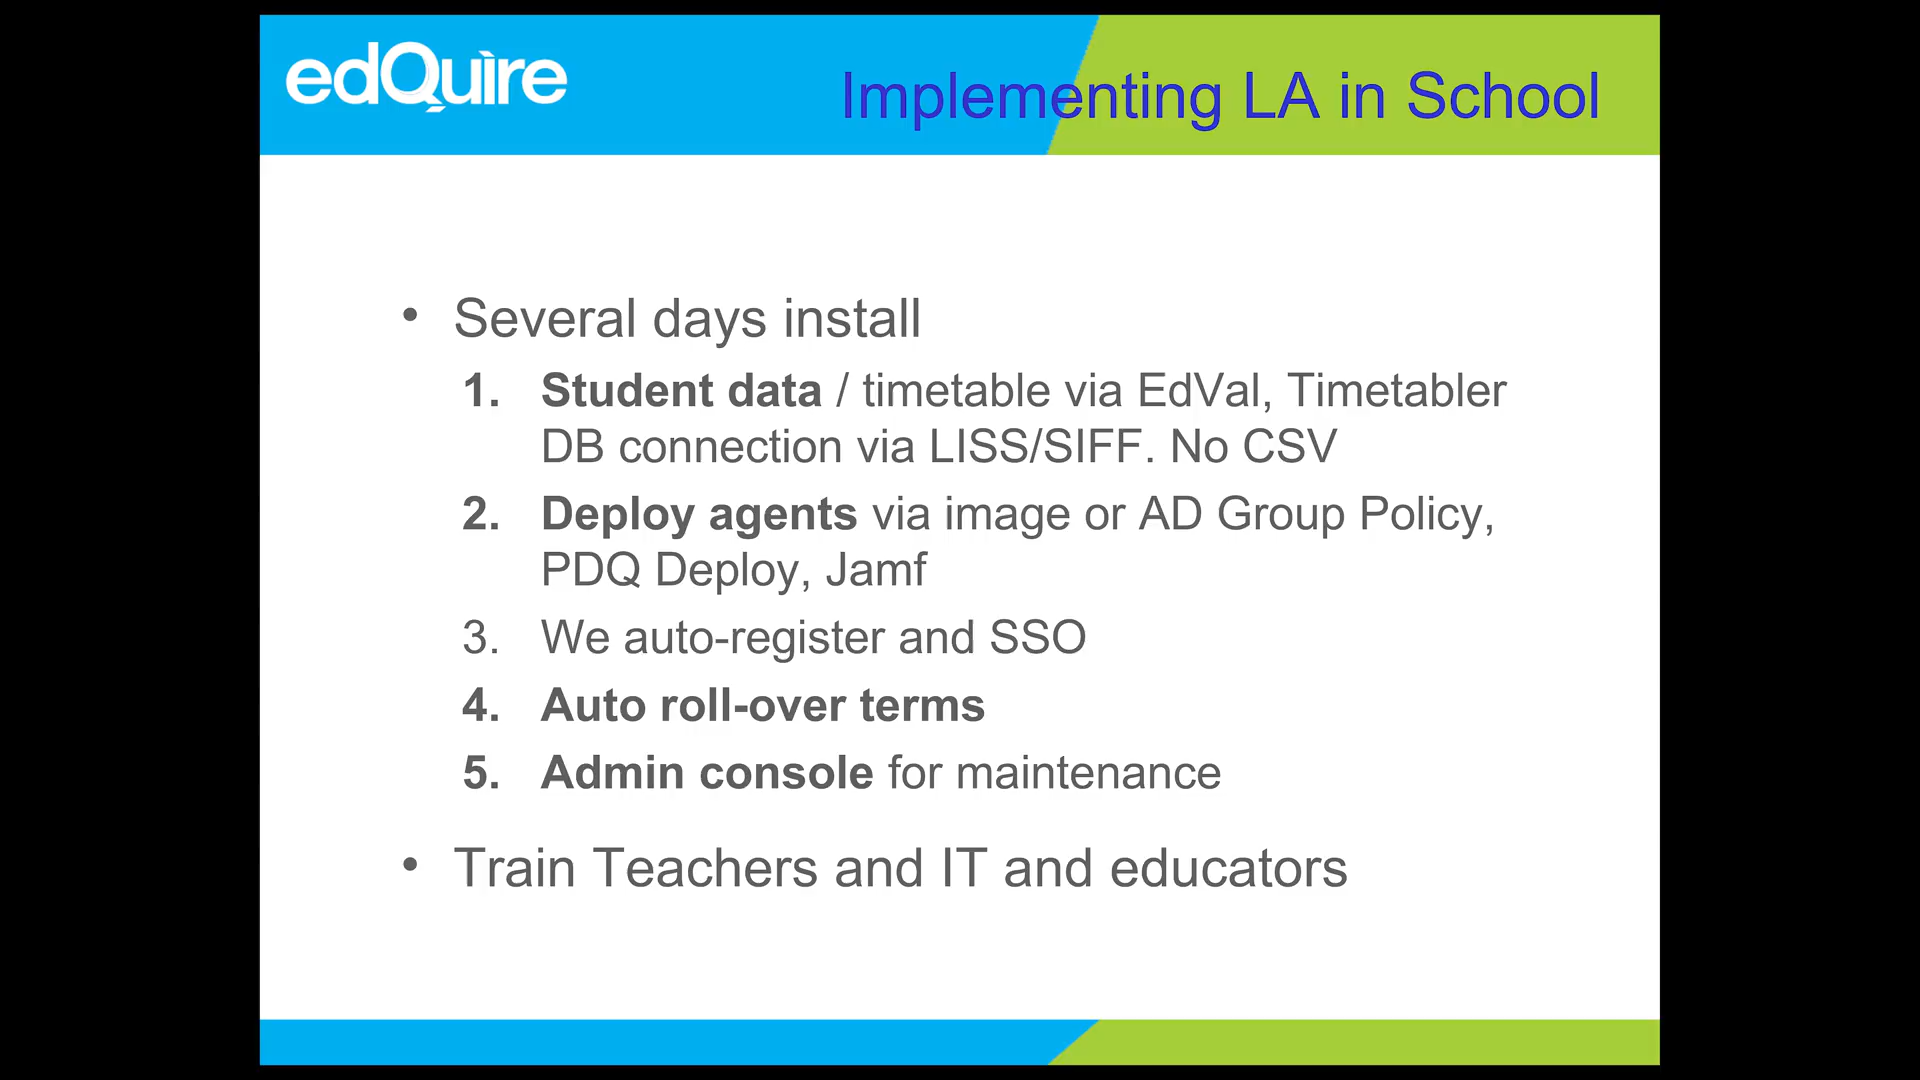 edQuire
Implementing LA in School
• Several days install
1. Student data / timetable via EdVal, Timetabler
DB connection via LISS/SIFF. No CSV
2. Deploy agents via image or AD Group Policy,
PDQ Deploy, Jamf
3. We auto-register and SSO
4. Auto roll-over terms
5. Admin console for maintenance
• Train Teachers and IT and educators